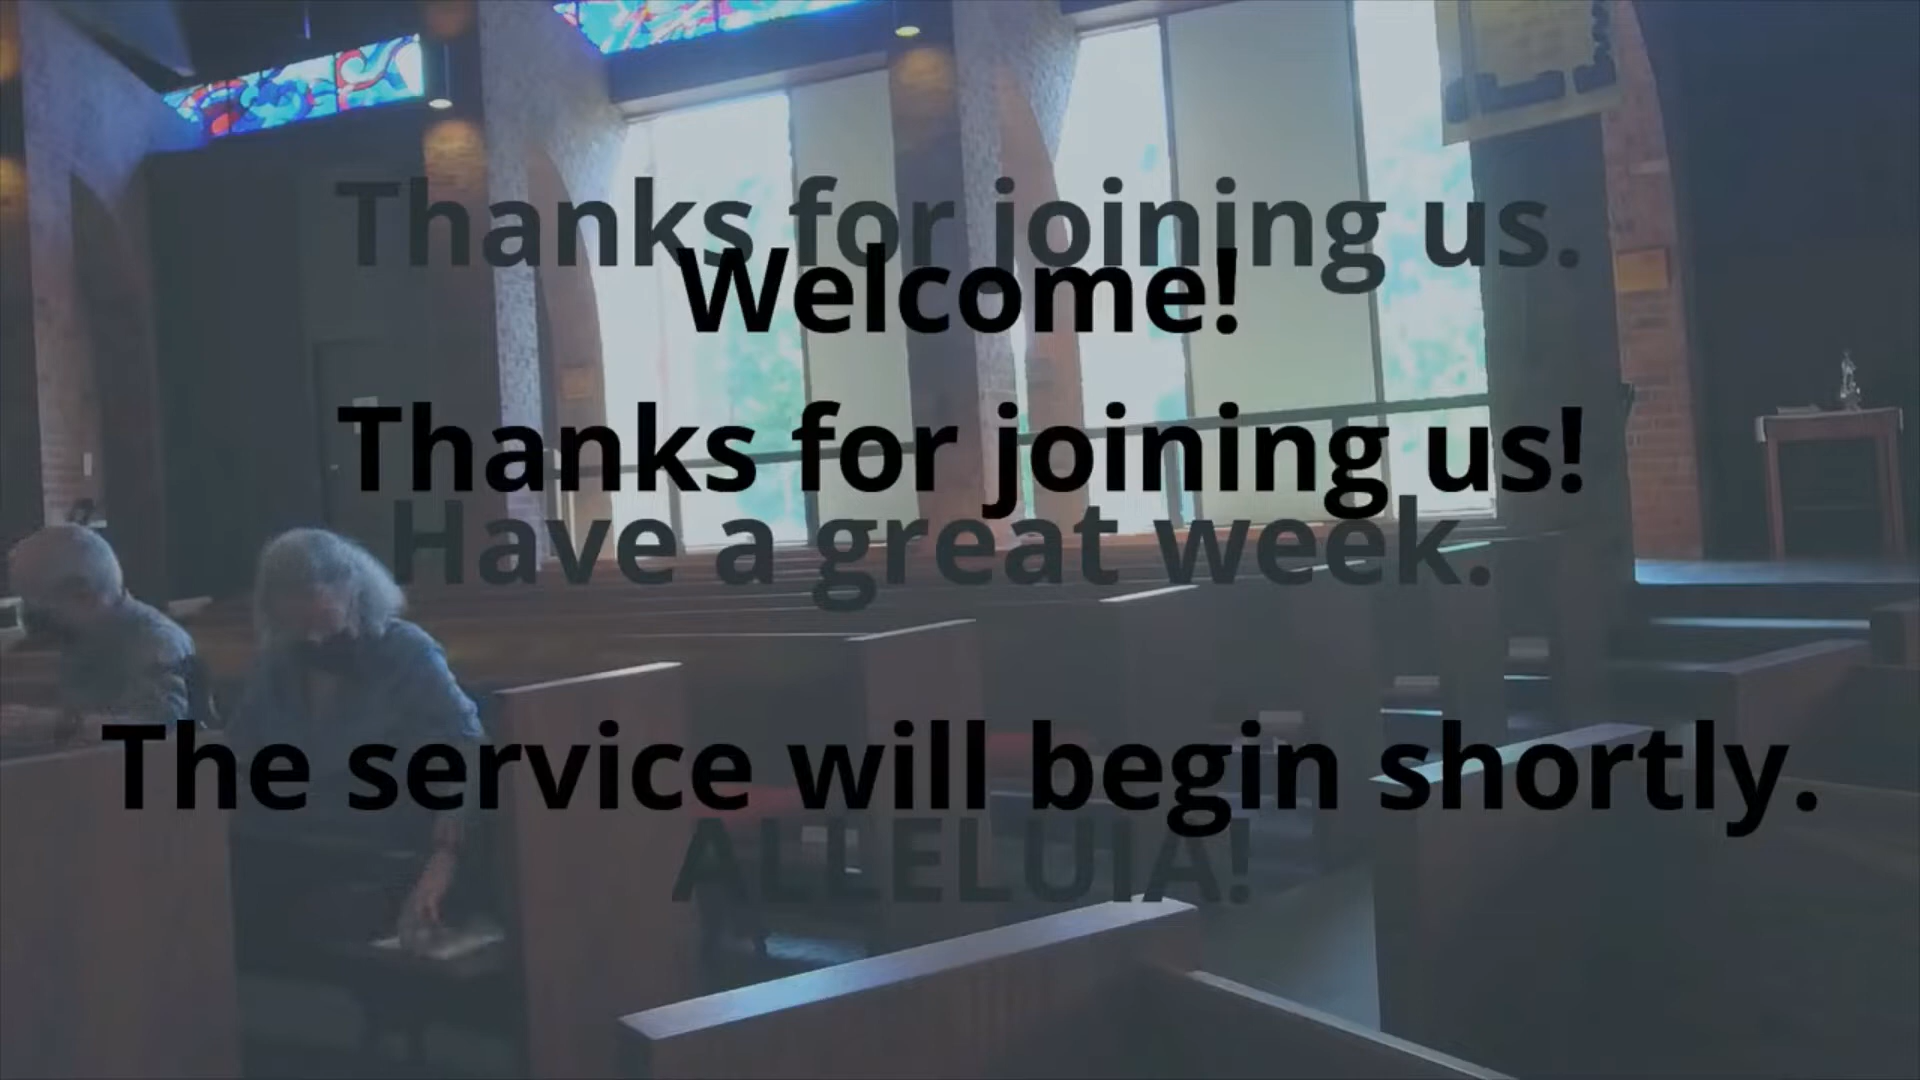 Thanks for joining us.
Welcome!
Thanks for joining us!
Have a great week.
The service will begin shortly.
ALLELUIA!